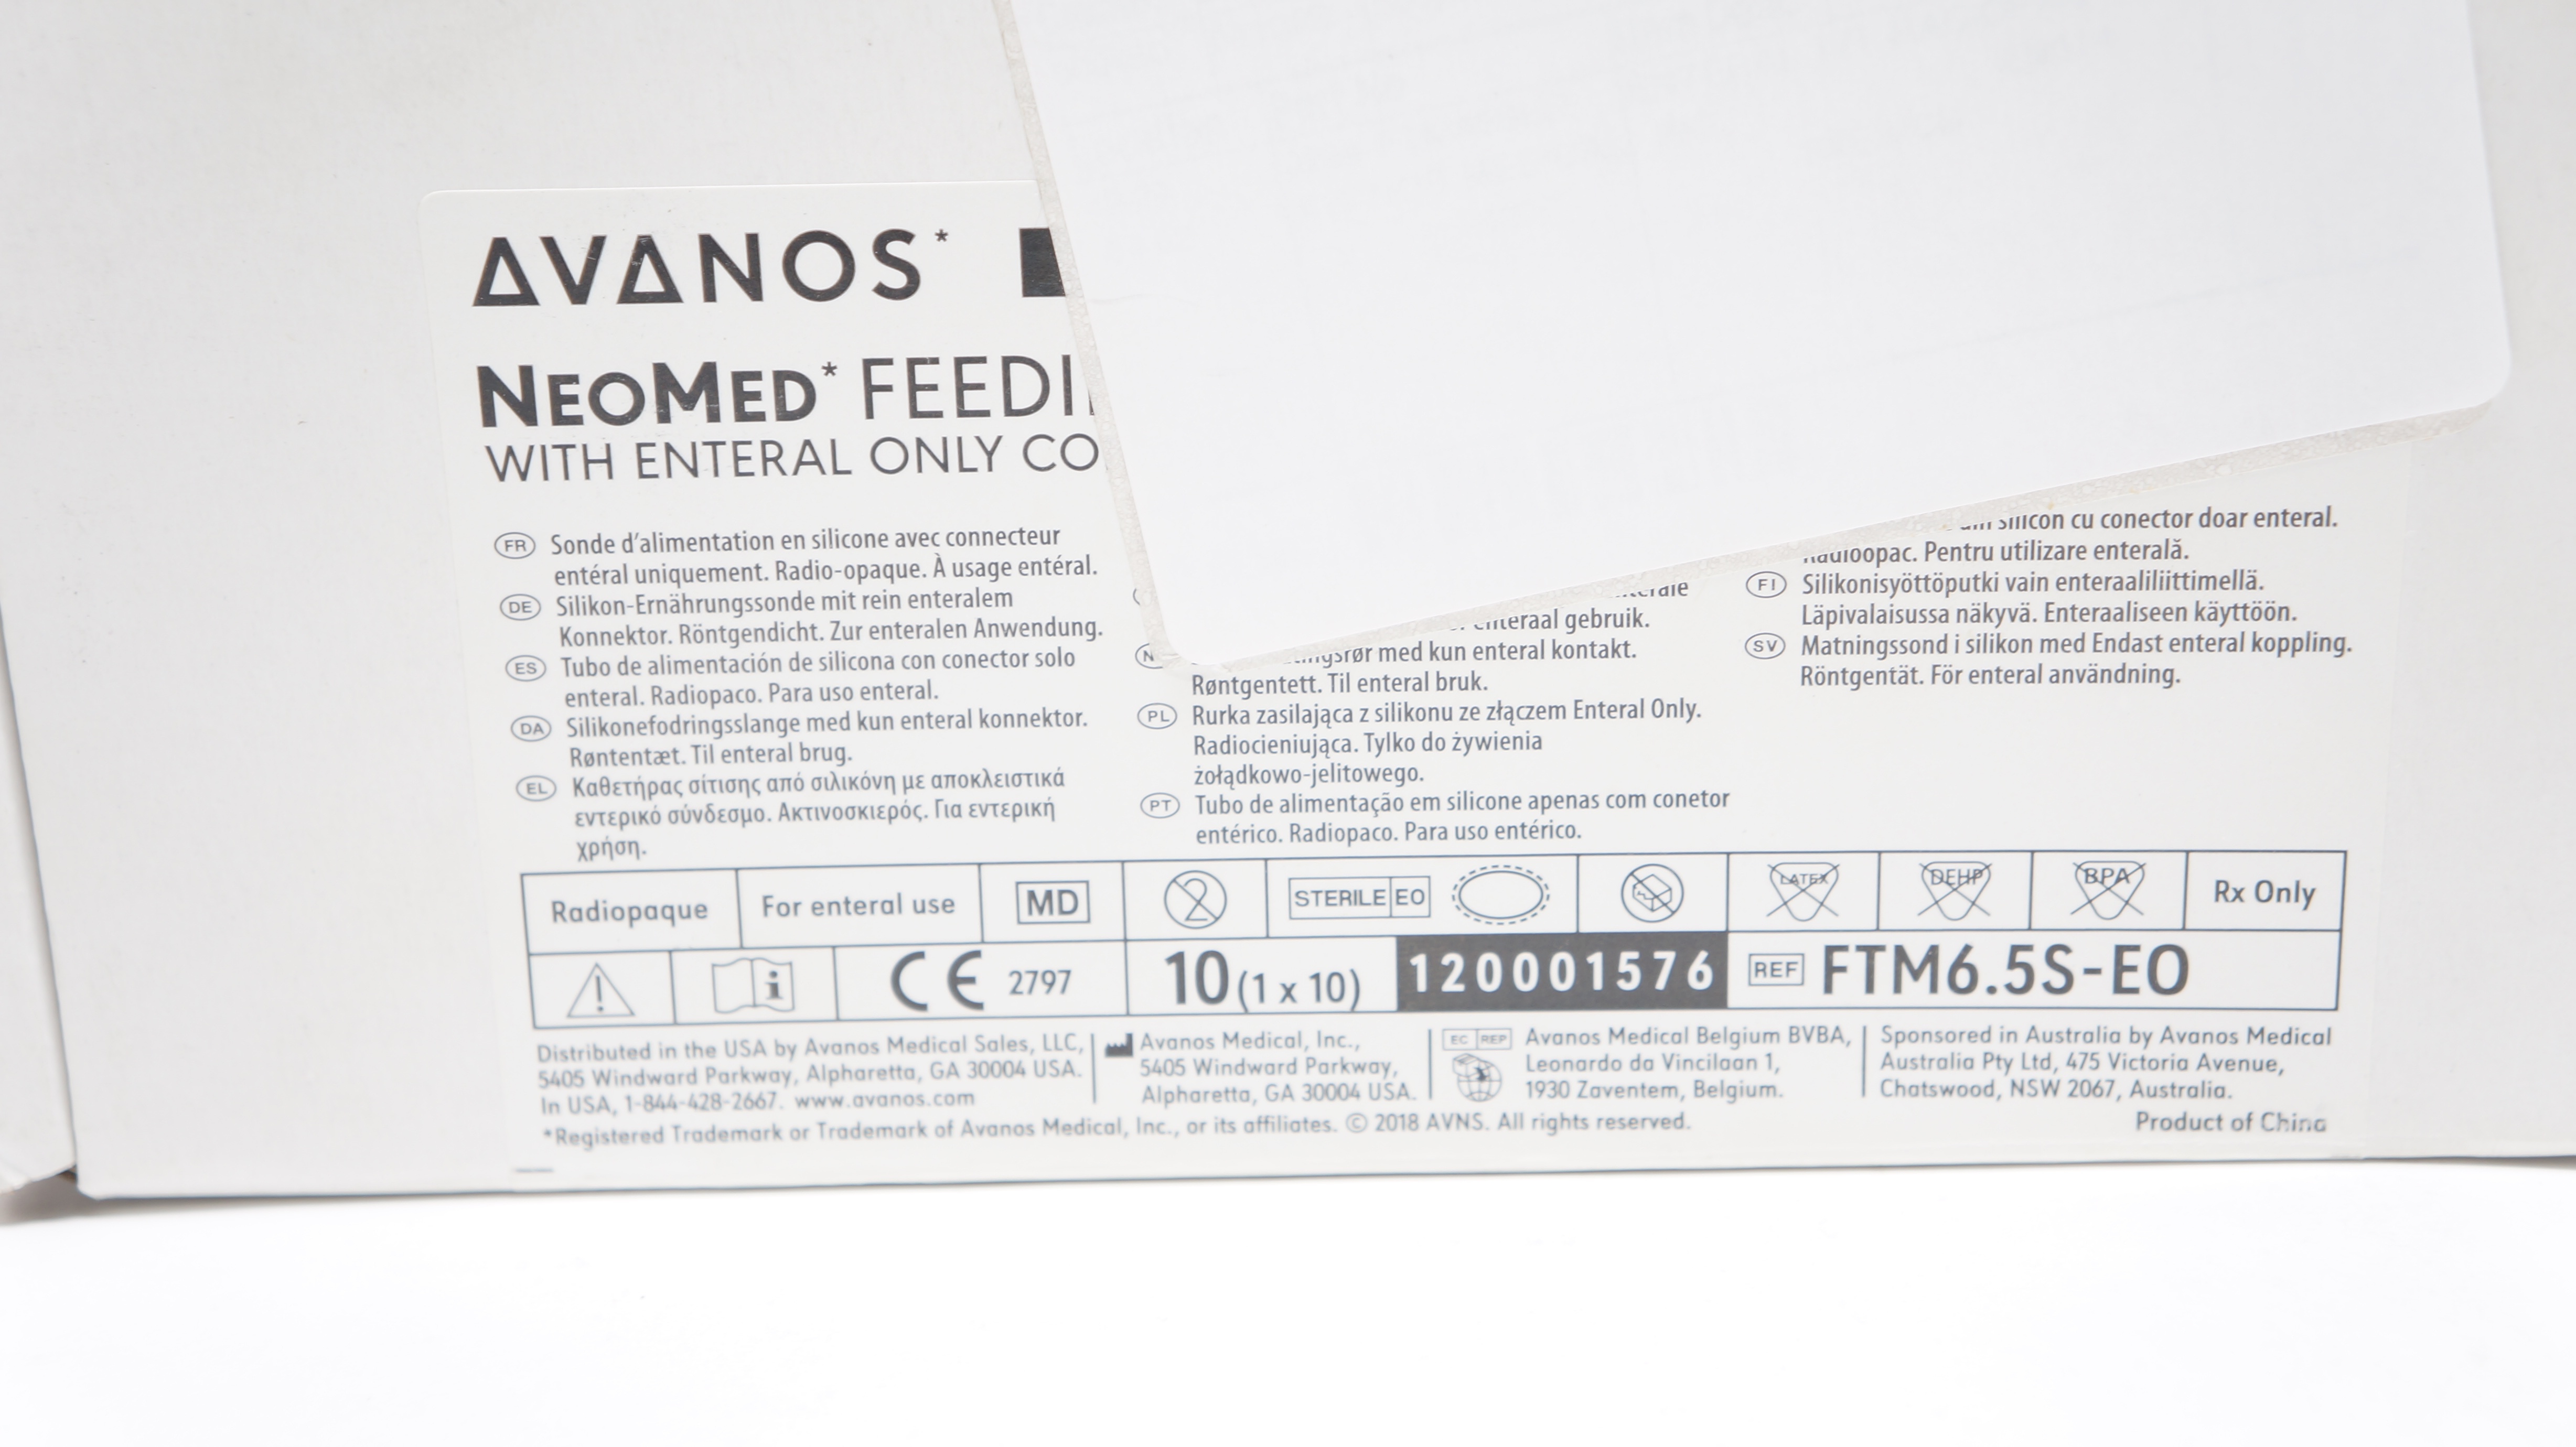 AVANOS*
NEOMED* FEEDI
WITH ENTERAL ONLY CO
FR Sonde d'alimentation en silicone avec connecteur
entéral uniquement. Radio-opaque. À usage entéral.
DE Silikon-Ernährungssonde mit rein enteralem
Konnektor. Röntgendicht. Zur enteralen Anwendung.
ES Tubo de alimentación de silicona con conector solo
enteral. Radiopaco. Para uso enteral.
DA Silikonefodringsslange med kun enteral konnektor.
Røntentæt. Til enteral brug.
EL Καθετήρας σίτισης από σιλικόνη με αποκλειστικά
εντερικό σύνδεσμο. Ακτινοσκιερός. Για εντερική
χρήση.
enteraal gebruik.
med kun enteral kontakt.
Røntgentett. Til enteral bruk.
PL Rurka zasilająca z silikonu ze złączem Enteral Only.
Radiocieniująca. Tylko do żywienia
żołądkowo-jelitowego.
PT Tubo de alimentação em silicone apenas com conetor
entérico. Radiopaco. Para uso entérico.
silicon cu conector doar enteral.
Radioopac. Pentru utilizare enterală.
FI Silikonisyöttöputki vain enteraaliliittimellä.
Läpivalaisussa näkyvä. Enteraaliseen käyttöön.
SV Matningssond i silikon med Endast enteral koppling.
Röntgentät. För enteral användning.
Radiopaque For enteral use MD 2 STERILE EO LATEX DEHP BPA Rx Only
CE 2797 10 (1 x 10) 120001576 REF FTM6.5S-EO
Distributed in the USA by Avanos Medical Sales, LLC,
5405 Windward Parkway, Alpharetta, GA 30004 USA.
In USA, 1-844-428-2667. www.avanos.com
Avanos Medical, Inc.,
5405 Windward Parkway,
Alpharetta, GA 30004 USA.
EC REP Avanos Medical Belgium BVBA,
Leonardo da Vincilaan 1,
1930 Zaventem, Belgium.
Sponsored in Australia by Avanos Medical
Australia Pty Ltd, 475 Victoria Avenue,
Chatswood, NSW 2067, Australia.
*Registered Trademark or Trademark of Avanos Medical, Inc., or its affiliates. © 2018 AVNS. All rights reserved.
Product of China